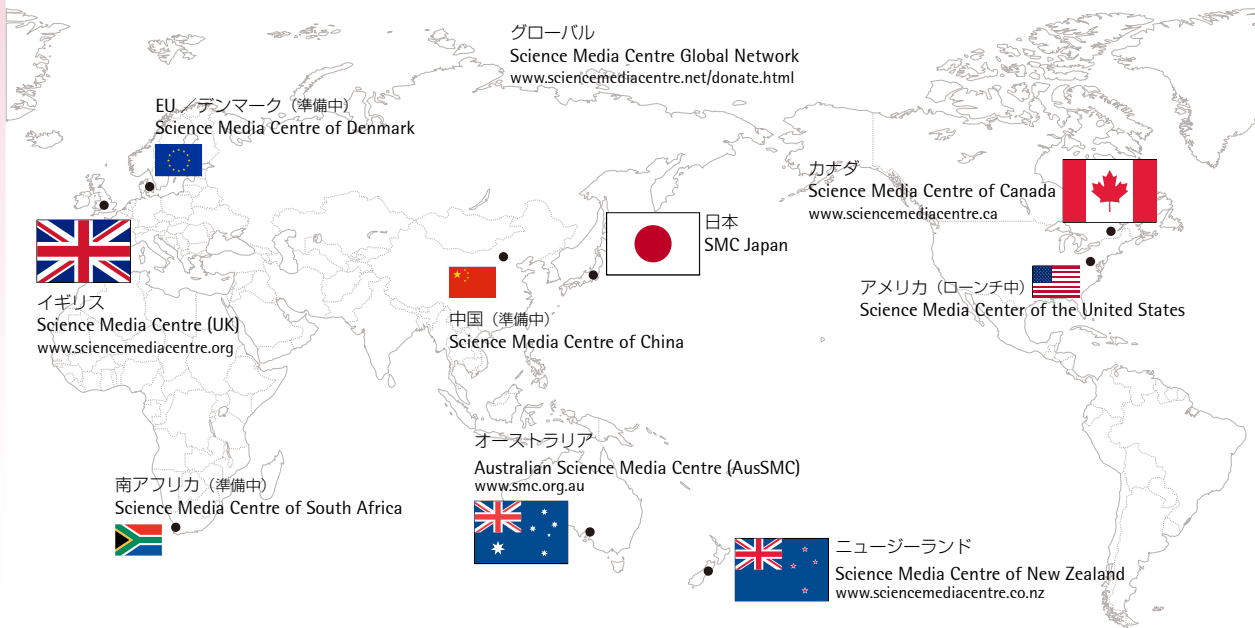 グローバル
Science Media Centre Global Network
www.sciencemediacentre.net/donate.html
EU/デンマーク（準備中）
Science Media Centre of Denmark
カナダ
Science Media Centre of Canada
www.sciencemediacentre.ca
日本
SMC Japan
アメリカ（ローンチ中）
Science Media Center of the United States
イギリス
Science Media Centre (UK)
www.sciencemediacentre.org
中国（準備中）
Science Media Centre of China
オーストラリア
Australian Science Media Centre (AusSMC)
www.smc.org.au
南アフリカ（準備中）
Science Media Centre of South Africa
ニュージーランド
Science Media Centre of New Zealand
www.sciencemediacentre.co.nz